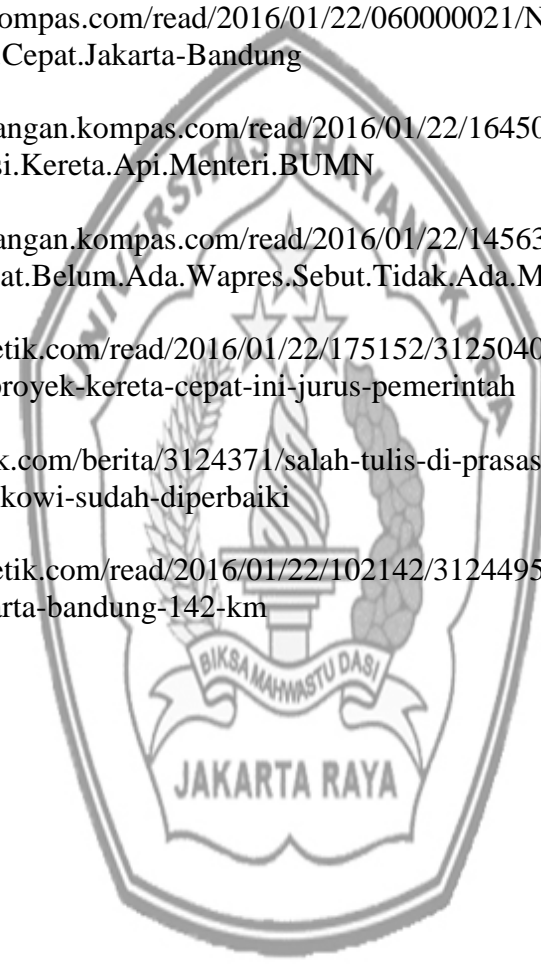 ompas.com/read/2016/01/22/060000021/N
Cepat.Jakarta-Bandung
angan.kompas.com/read/2016/01/22/16450
si.Kereta.Api.Menteri.BUMN
angan.kompas.com/read/2016/01/22/14563
at.Belum.Ada.Wapres.Sebut.Tidak.Ada.M
etik.com/read/2016/01/22/175152/3125040
proyek-kereta-cepat-ini-jurus-pemerintah
k.com/berita/3124371/salah-tulis-di-prasas
kowi-sudah-diperbaiki
etik.com/read/2016/01/22/102142/3124495
arta-bandung-142-km
UNIVERSITAS BHAYANGKARA
BIKSA MAHWASTU DASI
JAKARTA RAYA